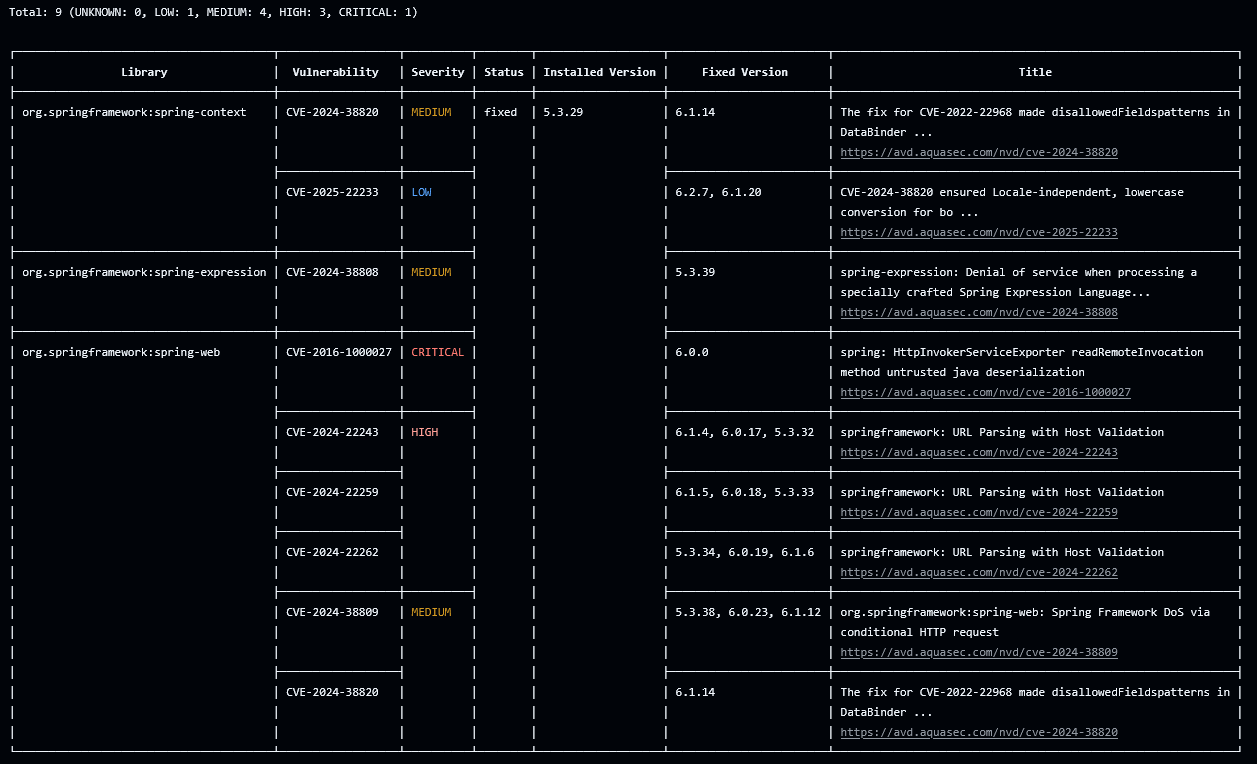 Total: 9 (UNKNOWN: 0, LOW: 1, MEDIUM: 4, HIGH: 3, CRITICAL: 1)
Library | Vulnerability | Severity | Status | Installed Version | Fixed Version | Title
org.springframework:spring-context | CVE-2024-38820 | MEDIUM | fixed | 5.3.29 | 6.1.14 | The fix for CVE-2022-22968 made disallowedFieldspatterns in
DataBinder ...
https://avd.aquasec.com/nvd/cve-2024-38820
CVE-2025-22233 | LOW | 6.2.7, 6.1.20 | CVE-2024-38820 ensured Locale-independent, lowercase
conversion for bo ...
https://avd.aquasec.com/nvd/cve-2025-22233
org.springframework:spring-expression | CVE-2024-38808 | MEDIUM | 5.3.39 | spring-expression: Denial of service when processing a
specially crafted Spring Expression Language...
https://avd.aquasec.com/nvd/cve-2024-38808
org.springframework:spring-web | CVE-2016-1000027 | CRITICAL | 6.0.0 | spring: HttpInvokerServiceExporter readRemoteInvocation
method untrusted java deserialization
https://avd.aquasec.com/nvd/cve-2016-1000027
CVE-2024-22243 | HIGH | 6.1.4, 6.0.17, 5.3.32 | springframework: URL Parsing with Host Validation
https://avd.aquasec.com/nvd/cve-2024-22243
CVE-2024-22259 | 6.1.5, 6.0.18, 5.3.33 | springframework: URL Parsing with Host Validation
https://avd.aquasec.com/nvd/cve-2024-22259
CVE-2024-22262 | 5.3.34, 6.0.19, 6.1.6 | springframework: URL Parsing with Host Validation
https://avd.aquasec.com/nvd/cve-2024-22262
CVE-2024-38809 | MEDIUM | 5.3.38, 6.0.23, 6.1.12 | org.springframework:spring-web: Spring Framework DoS via
conditional HTTP request
https://avd.aquasec.com/nvd/cve-2024-38809
CVE-2024-38820 | 6.1.14 | The fix for CVE-2022-22968 made disallowedFieldspatterns in
DataBinder ...
https://avd.aquasec.com/nvd/cve-2024-38820